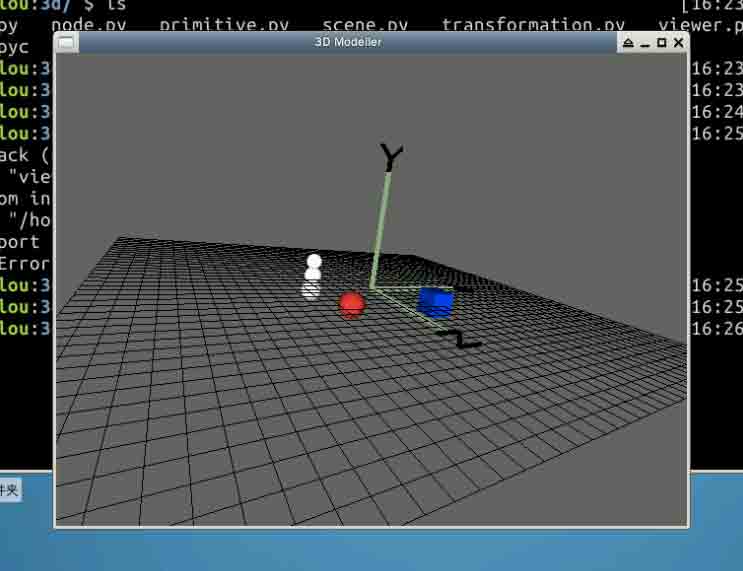 lou:3d/ $ ls [16:23
py node.py primitive.py scene.py transformation.py viewer.p
3D Modeller
pyc
lou:3 16:23
lou:3 16:23
lou:3 16:24
lou:3 16:25
ack (
"vie
om in
"/ho
port
Error
lou:3 16:25
lou:3 16:25
lou:3 16:26
Y
Z
件夹